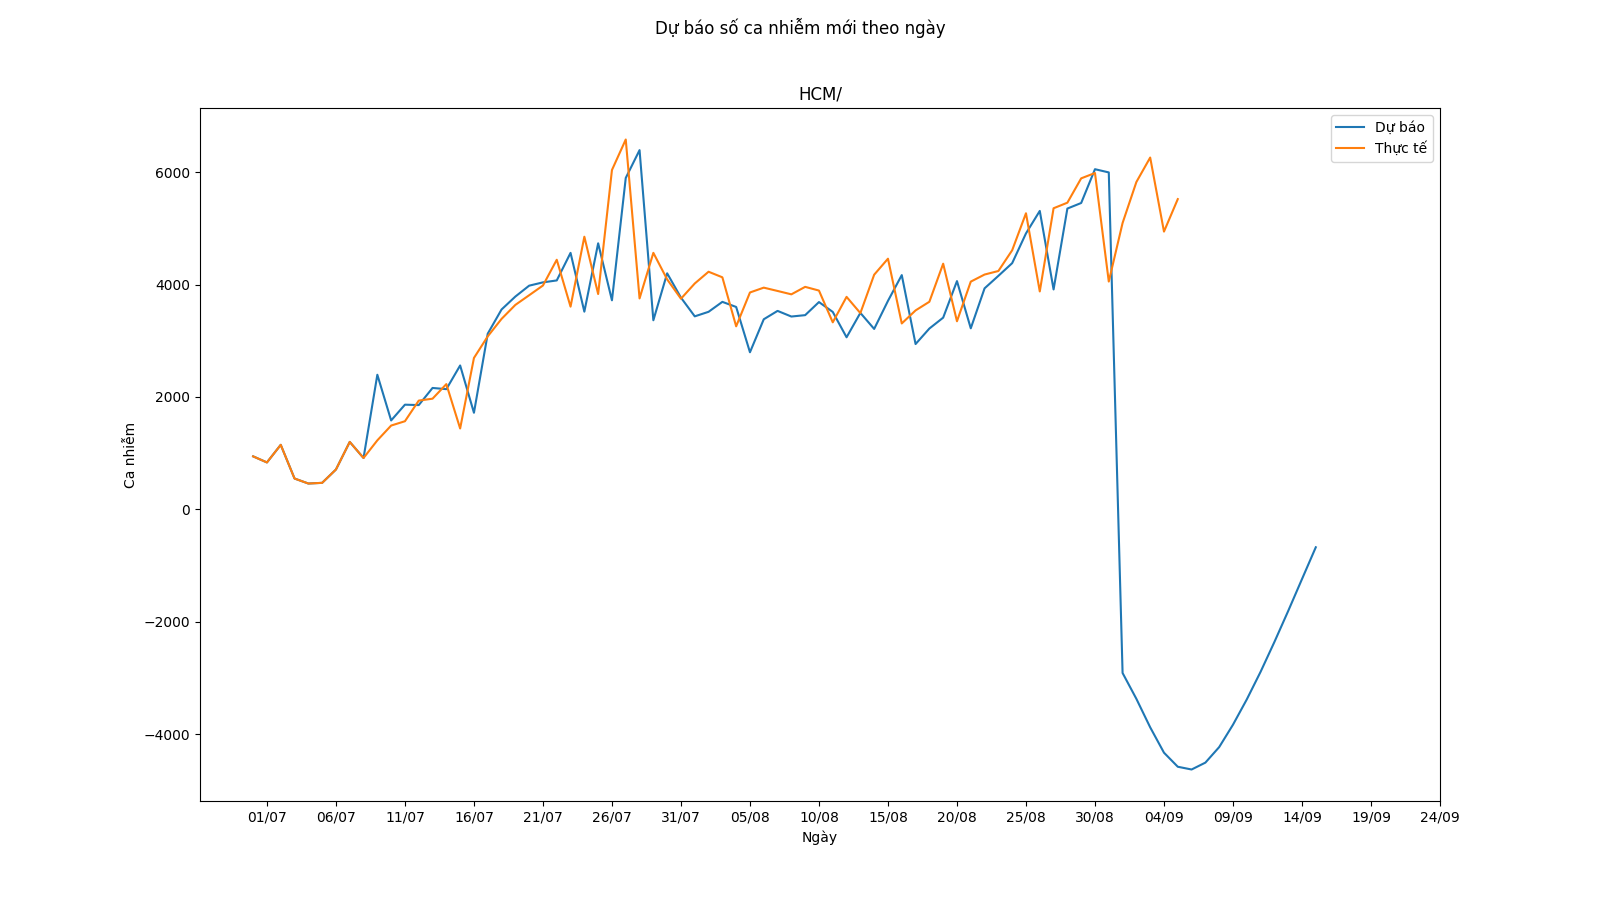 Dự báo số ca nhiễm mới theo ngày
HCM/
Dự báo
Thực tế
6000
4000
2000
0
−2000
−4000
Ca nhiễm
01/07 06/07 11/07 16/07 21/07 26/07 31/07 05/08 10/08 15/08 20/08 25/08 30/08 04/09 09/09 14/09 19/09 24/09
Ngày